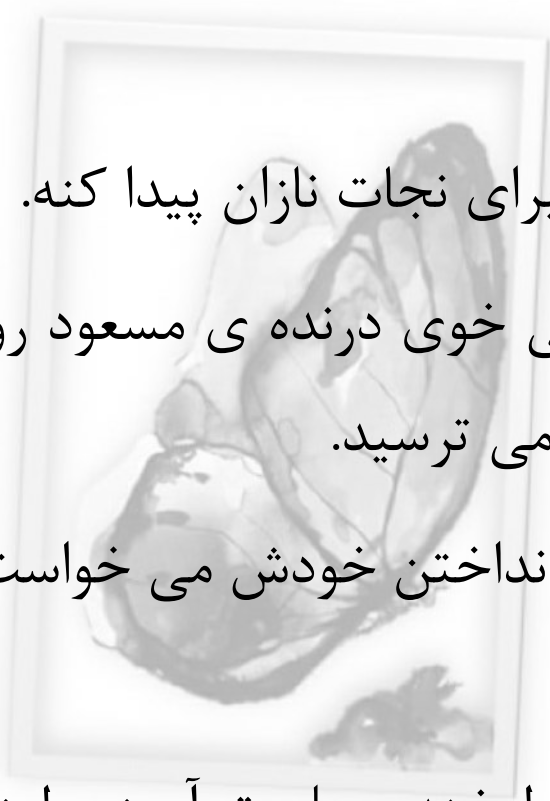 برای نجات نازان پیدا کنه.
خوی درنده ی مسعود رو
می ترسید.
نداختن خودش می خواست